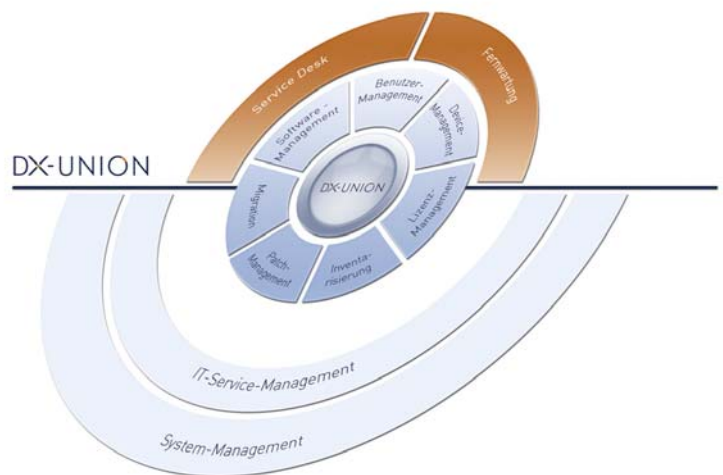 Service Desk
Fernwartung
Benutzer-
Management
Device-
Management
Software -
Management
DX-UNION
DX-UNION
Migration
Lizenz-
Management
Patch-
Management
Inventa-
risierung
IT-Service-Management
System-Management